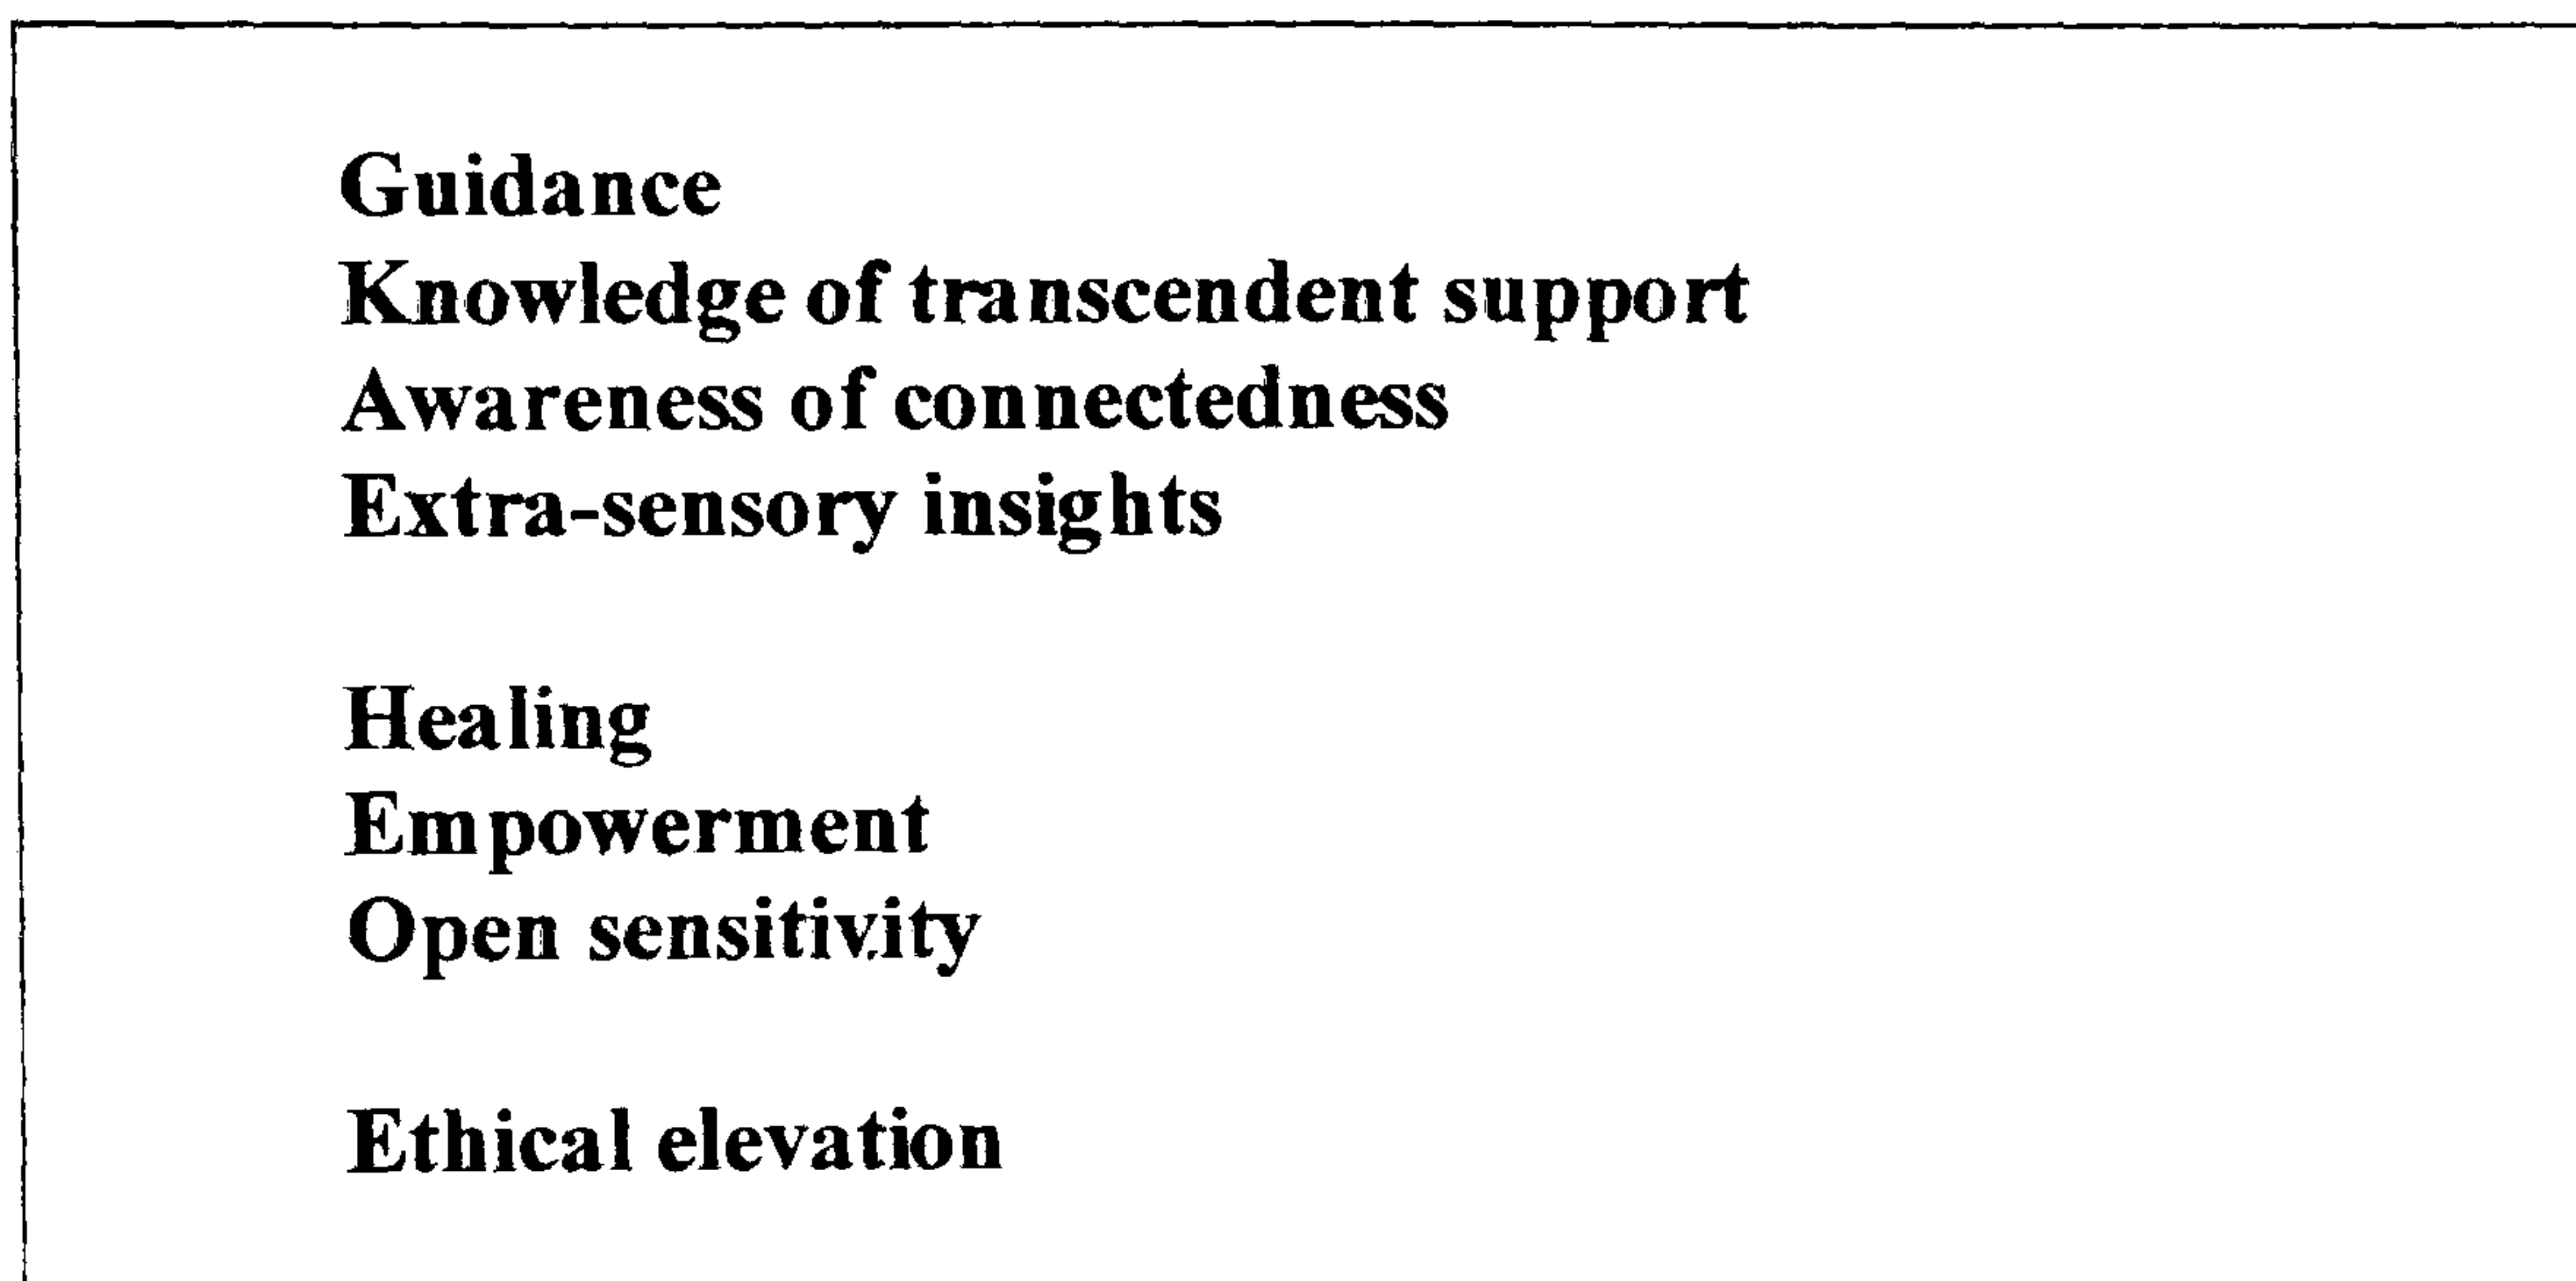 Guidance
Knowledge of transcendent support
Awareness of connectedness
Extra-sensory insights
Healing
Empowerment
Open sensitivity
Ethical elevation